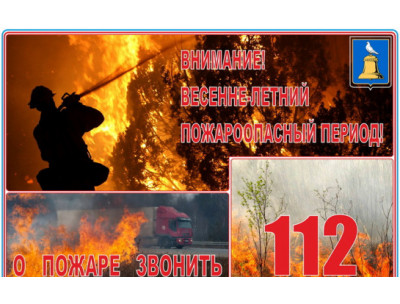 ВНИМАНИЕ!
ВЕСЕННЕ-ЛЕТНИЙ
ПОЖАРООПАСНЫЙ ПЕРИОД!
О ПОЖАРЕ ЗВОНИТЬ
112